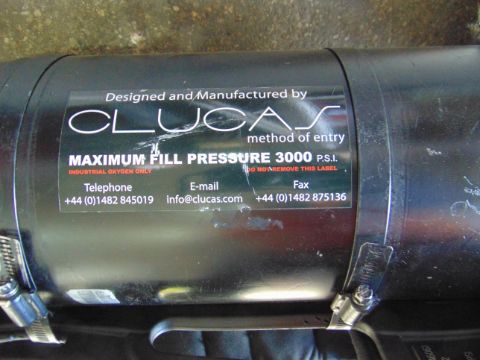 Designed and Manufactured by
CLUCAS
method of entry
MAXIMUM FILL PRESSURE 3000 P.S.I.
INDUSTRIAL OXYGEN ONLY DO NOT REMOVE THIS LABEL
Telephone E-mail Fax
+44 (0)1482 845019 info@clucas.com +44 (0)1482 875136